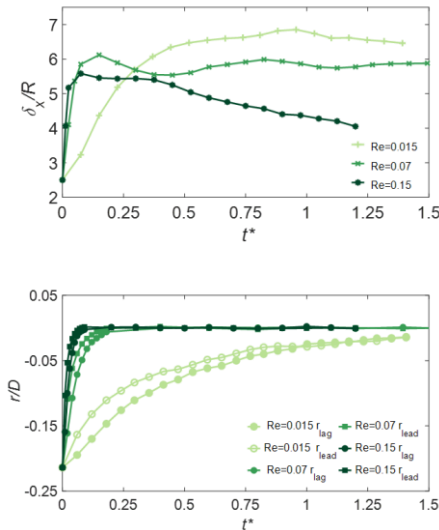 δx/R
7
6
5
4
3
2
0 0.25 0.5 0.75 1 1.25 1.5
t*
Re=0.015
Re=0.07
Re=0.15
r/D
0.05
-0.05
-0.15
-0.25
0 0.25 0.5 0.75 1 1.25 1.5
t*
Re=0.015 rlag Re=0.07 rlead
Re=0.015 rlead Re=0.15 rlag
Re=0.07 rlag Re=0.15 rlead